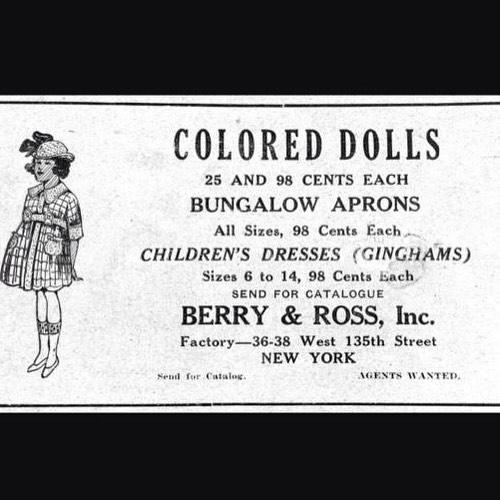 COLORED DOLLS
25 AND 98 CENTS EACH
BUNGALOW APRONS
All Sizes, 98 Cents Each
CHILDREN'S DRESSES (GINGHAMS)
Sizes 6 to 14, 98 Cents Each
SEND FOR CATALOGUE
BERRY & ROSS, Inc.
Factory—36-38 West 135th Street
NEW YORK
Send for Catalog. AGENTS WANTED.